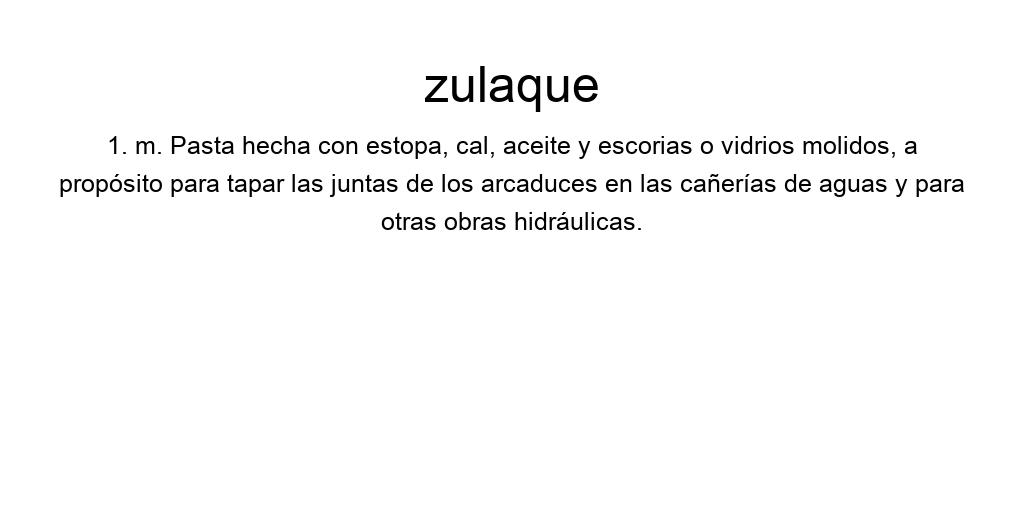 zulaque
1. m. Pasta hecha con estopa, cal, aceite y escorias o vidrios molidos, a
propósito para tapar las juntas de los arcaduces en las cañerías de aguas y para
otras obras hidráulicas.